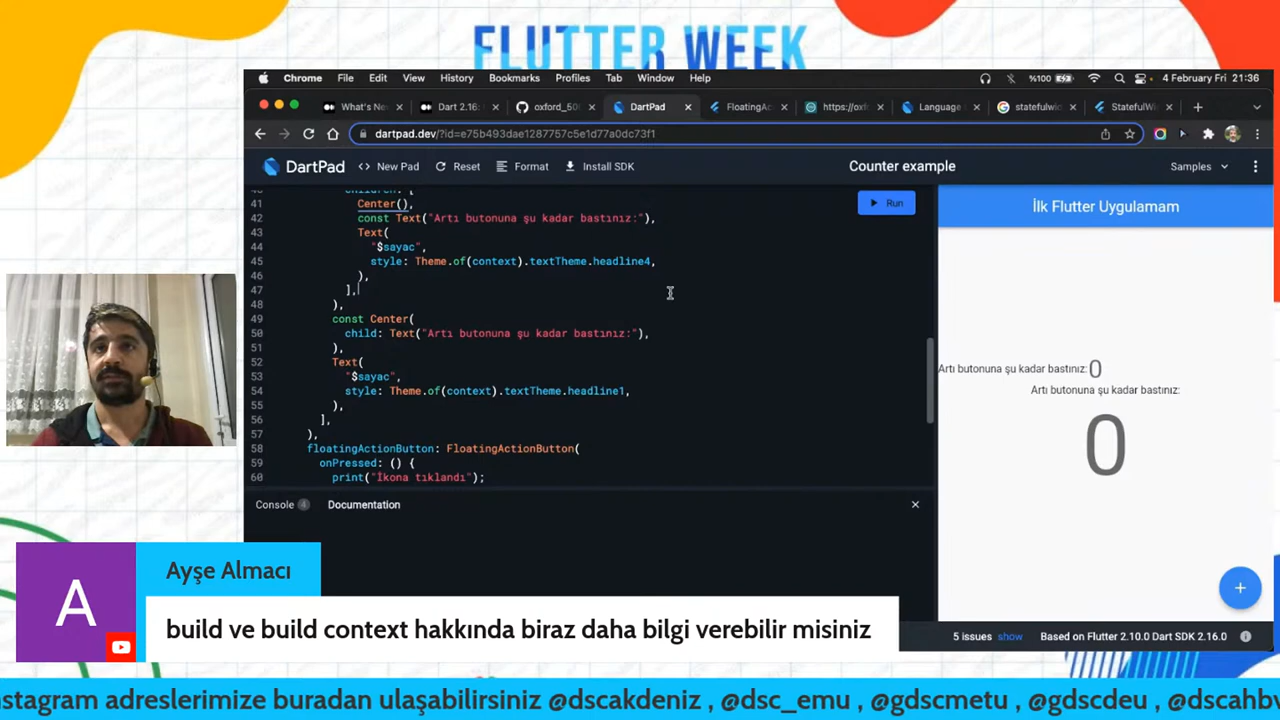 FLUTTER WEEK
Chrome File Edit View History Bookmarks Profiles Tab Window Help %100 4 February Fri 21:36
What's Ne Dart 2.16: oxford_50 DartPad FloatingAc https://oxf Language statefulwid StatefulWi
dartpad.dev/?id=e75b493dae1287757c5e1d77a0dc73f1
DartPad <> New Pad Reset Format Install SDK Counter example Samples
40 children: [
41 Center(),
42 const Text("Artı butonuna şu kadar bastınız:"),
43 Text(
44 "$sayac",
45 style: Theme.of(context).textTheme.headline4,
46 ),
47 ],
48 ),
49 const Center(
50 child: Text("Artı butonuna şu kadar bastınız:"),
51 ),
52 Text(
53 "$sayac",
54 style: Theme.of(context).textTheme.headline1,
55 ),
56 ],
57 ),
58 floatingActionButton: FloatingActionButton(
59 onPressed: () {
60 print("İkona tıklandı");
Run
İlk Flutter Uygulamam
Artı butonuna şu kadar bastınız: 0
Artı butonuna şu kadar bastınız:
0
+
Console 4 Documentation
5 issues show Based on Flutter 2.10.0 Dart SDK 2.16.0
A
Ayşe Almacı
build ve build context hakkında biraz daha bilgi verebilir misiniz
nstagram adreslerimize buradan ulaşabilirsiniz @dscakdeniz , @dsc_emu , @gdscmetu , @gdscdeu , @dscahbv